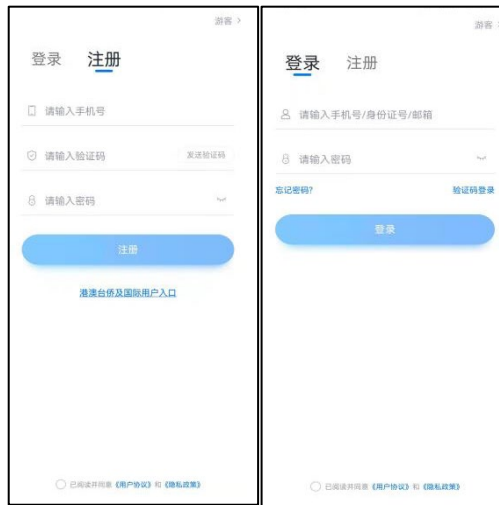 游客 >
登录 注册
请输入手机号
请输入验证码 发送验证码
请输入密码
注册
港澳台侨及国际用户入口
已阅读并同意《用户协议》和《隐私政策》
游客
登录 注册
请输入手机号/身份证号/邮箱
请输入密码
忘记密码? 验证码登录
登录
已阅读并同意《用户协议》和《隐私政策》